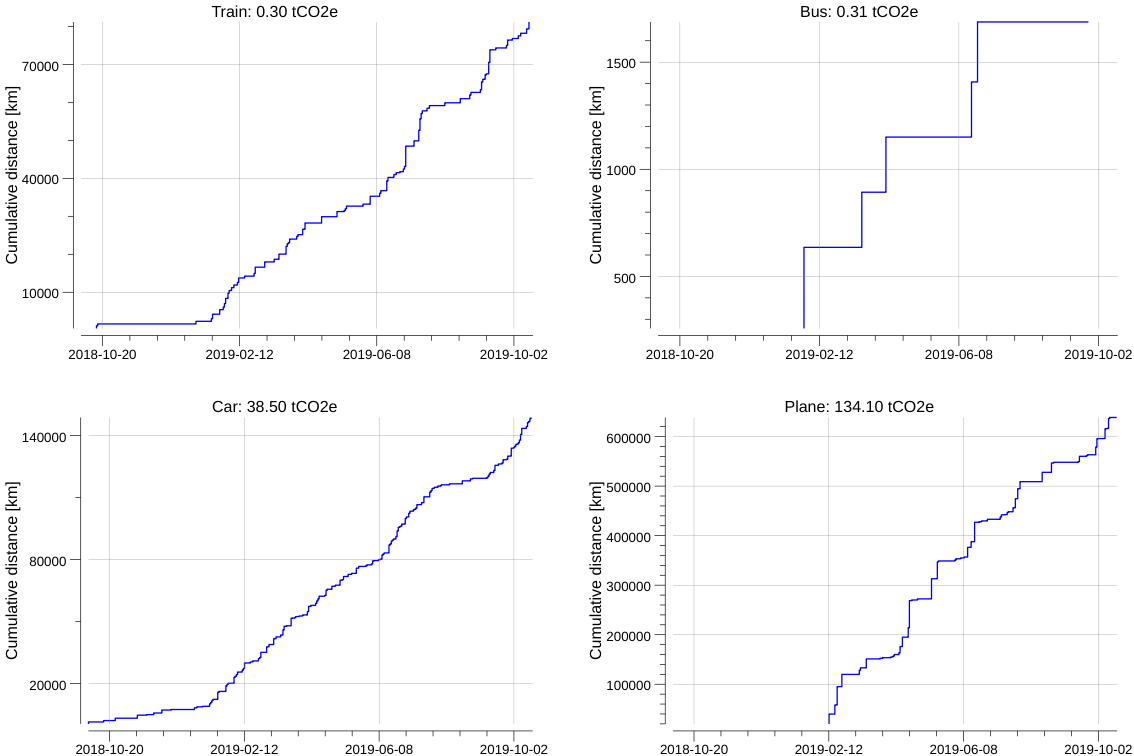 Train: 0.30 tCO2e
Cumulative distance [km]
70000
40000
10000
2018-10-20 2019-02-12 2019-06-08 2019-10-02
Bus: 0.31 tCO2e
Cumulative distance [km]
1500
1000
500
2018-10-20 2019-02-12 2019-06-08 2019-10-02
Car: 38.50 tCO2e
Cumulative distance [km]
140000
80000
20000
2018-10-20 2019-02-12 2019-06-08 2019-10-02
Plane: 134.10 tCO2e
Cumulative distance [km]
600000
500000
400000
300000
200000
100000
2018-10-20 2019-02-12 2019-06-08 2019-10-02